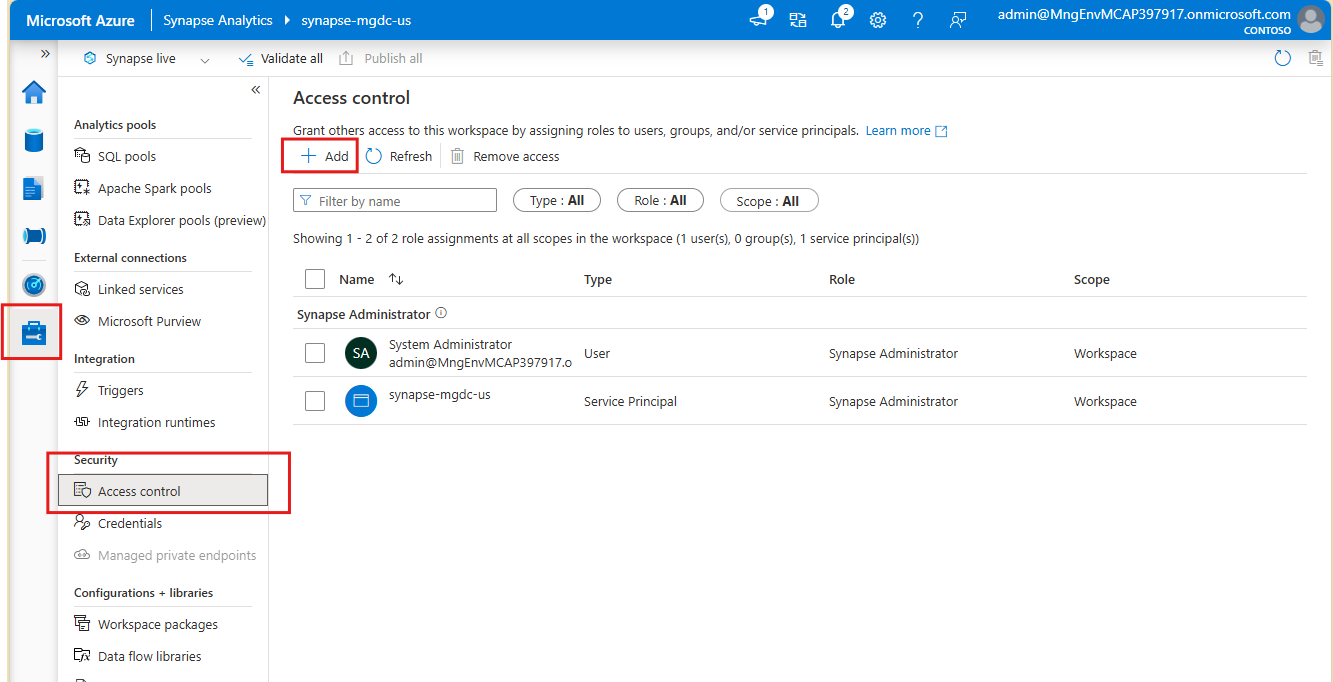 Microsoft Azure
Synapse Analytics
synapse-mgdc-us
1
2
admin@MngEnvMCAP397917.onmicrosoft.com
CONTOSO
Synapse live
Validate all
Publish all
Analytics pools
SQL pools
Apache Spark pools
Data Explorer pools (preview)
External connections
Linked services
Microsoft Purview
Integration
Triggers
Integration runtimes
Security
Access control
Credentials
Managed private endpoints
Configurations + libraries
Workspace packages
Data flow libraries
Access control
Grant others access to this workspace by assigning roles to users, groups, and/or service principals. Learn more
Add
Refresh
Remove access
Filter by name
Type : All
Role : All
Scope : All
Showing 1 - 2 of 2 role assignments at all scopes in the workspace (1 user(s), 0 group(s), 1 service principal(s))
Name Type Role Scope
Synapse Administrator
SA
System Administrator
admin@MngEnvMCAP397917.o
User Synapse Administrator Workspace
synapse-mgdc-us
Service Principal Synapse Administrator Workspace